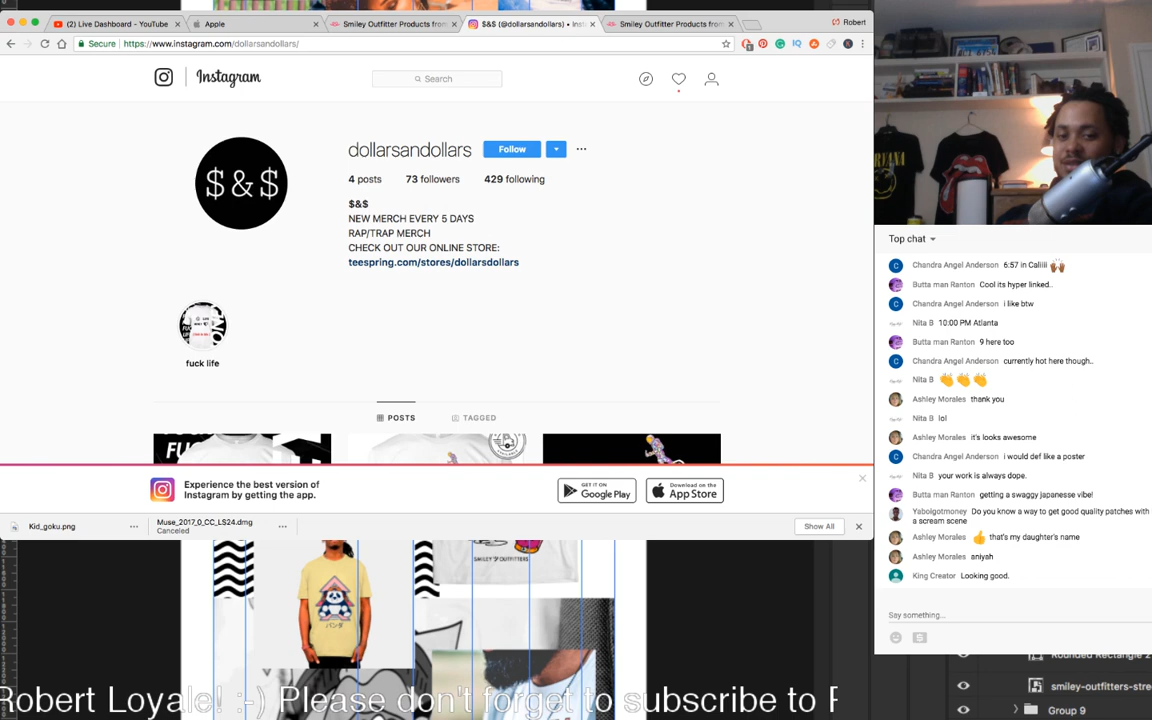 (2) Live Dashboard - YouTube
Apple
Smiley Outfitter Products from
$&$ (@dollarsanddollars) • Inst
Smiley Outfitter Products from
Robert
Secure
https://www.instagram.com/dollarsandollars/
Instagram
Search
$&$
dollarsandollars
Follow
4 posts 73 followers 429 following
$&$
NEW MERCH EVERY 5 DAYS
RAP/TRAP MERCH
CHECK OUT OUR ONLINE STORE:
teespring.com/stores/dollarsdollars
fuck life
POSTS TAGGED
Experience the best version of
Instagram by getting the app.
GET IT ON
Google Play
Download on the
App Store
Kid_goku.png
Muse_2017_0_CC_LS24.dmg
Canceled
Show All
NIRVANA
Top chat
Chandra Angel Anderson 6:57 in Caliiii
Butta man Ranton Cool its hyper linked..
Chandra Angel Anderson i like btw
Nita B 10:00 PM Atlanta
Butta man Ranton 9 here too
Chandra Angel Anderson currently hot here though..
Nita B 👏👏👏
Ashley Morales thank you
Nita B lol
Ashley Morales it's looks awesome
Chandra Angel Anderson i would def like a poster
Nita B your work is always dope.
Butta man Ranton getting a swaggy japanesse vibe!
Yaboigotmoney Do you know a way to get good quality patches with
a scream scene
Ashley Morales 👍 that's my daughter's name
Ashley Morales aniyah
King Creator Looking good.
Say something...
SMILEY OUTFITTERS
パンダ
Robert Loyale! :-) Please don't forget to subscribe to
Rounded Rectangle 2
smiley-outfitters-stre
Group 9